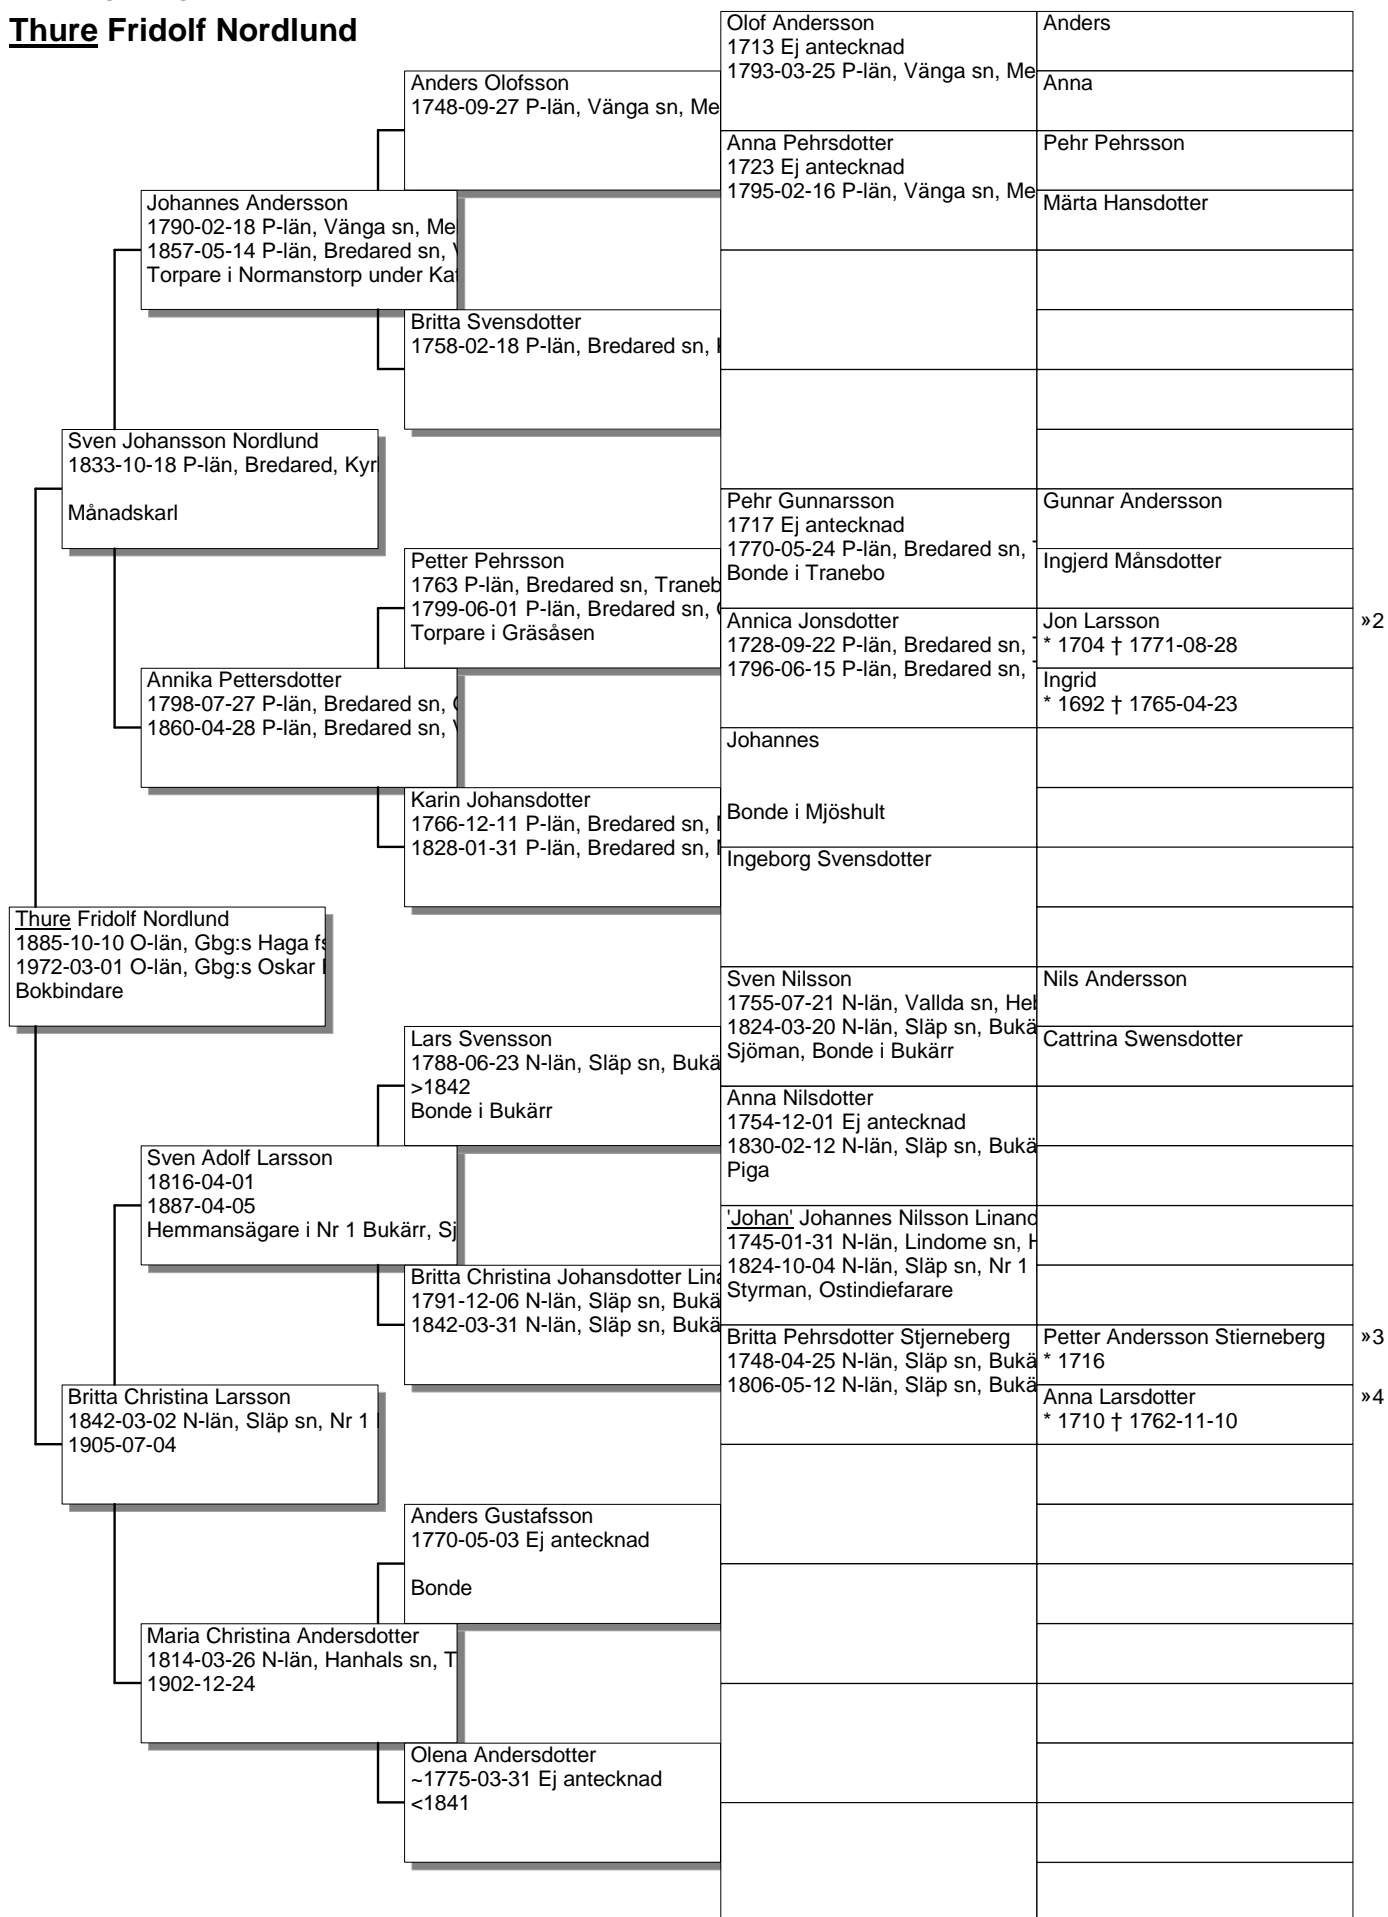 Thure Fridolf Nordlund
Olof Andersson
1713 Ej antecknad
1793-03-25 P-län, Vänga sn, Me
Anders
Anna
Anders Olofsson
1748-09-27 P-län, Vänga sn, Me
Anna Pehrsdotter
1723 Ej antecknad
1795-02-16 P-län, Vänga sn, Me
Pehr Pehrsson
Märta Hansdotter
Johannes Andersson
1790-02-18 P-län, Vänga sn, Me
1857-05-14 P-län, Bredared sn,
Torpare i Normanstorp under Kat
Britta Svensdotter
1758-02-18 P-län, Bredared sn,
Sven Johansson Nordlund
1833-10-18 P-län, Bredared, Kyr
Månadskarl
Pehr Gunnarsson
1717 Ej antecknad
1770-05-24 P-län, Bredared sn,
Bonde i Tranebo
Gunnar Andersson
Ingjerd Månsdotter
Petter Pehrsson
1763 P-län, Bredared sn, Traneb
1799-06-01 P-län, Bredared sn,
Torpare i Gräsåsen
Annica Jonsdotter
1728-09-22 P-län, Bredared sn,
1796-06-15 P-län, Bredared sn,
Jon Larsson
* 1704 † 1771-08-28
»2
Ingrid
* 1692 † 1765-04-23
Annika Pettersdotter
1798-07-27 P-län, Bredared sn,
1860-04-28 P-län, Bredared sn,
Johannes
Bonde i Mjöshult
Karin Johansdotter
1766-12-11 P-län, Bredared sn,
1828-01-31 P-län, Bredared sn,
Ingeborg Svensdotter
Thure Fridolf Nordlund
1885-10-10 O-län, Gbg:s Haga fs
1972-03-01 O-län, Gbg:s Oskar
Bokbindare
Sven Nilsson
1755-07-21 N-län, Vallda sn, Heb
1824-03-20 N-län, Släp sn, Bukä
Sjöman, Bonde i Bukärr
Nils Andersson
Cattrina Swensdotter
Lars Svensson
1788-06-23 N-län, Släp sn, Bukä
>1842
Bonde i Bukärr
Anna Nilsdotter
1754-12-01 Ej antecknad
1830-02-12 N-län, Släp sn, Bukä
Piga
Sven Adolf Larsson
1816-04-01
1887-04-05
Hemmansägare i Nr 1 Bukärr, Sj
'Johan' Johannes Nilsson Linand
1745-01-31 N-län, Lindome sn, H
1824-10-04 N-län, Släp sn, Nr 1
Styrman, Ostindiefarare
Britta Christina Johansdotter Lina
1791-12-06 N-län, Släp sn, Bukä
1842-03-31 N-län, Släp sn, Bukä
Britta Pehrsdotter Stjerneberg
1748-04-25 N-län, Släp sn, Bukä
1806-05-12 N-län, Släp sn, Bukä
Petter Andersson Stierneberg
* 1716
»3
Anna Larsdotter
* 1710 † 1762-11-10
»4
Britta Christina Larsson
1842-03-02 N-län, Släp sn, Nr 1
1905-07-04
Anders Gustafsson
1770-05-03 Ej antecknad
Bonde
Maria Christina Andersdotter
1814-03-26 N-län, Hanhals sn, T
1902-12-24
Olena Andersdotter
~1775-03-31 Ej antecknad
<1841